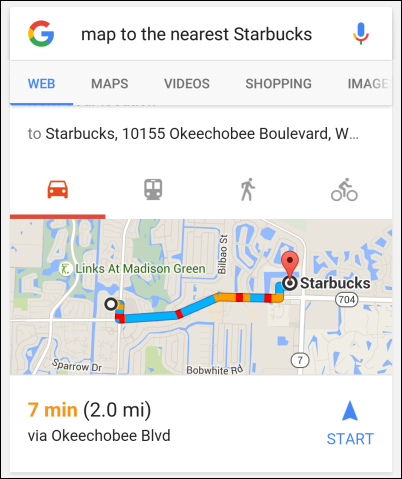 map to the nearest Starbucks
WEB MAPS VIDEOS SHOPPING IMAGE
to Starbucks, 10155 Okeechobee Boulevard, W...
Bilbao St
Links At Madison Green
Starbucks
704
7
Sparrow Dr
Bobwhite Rd
7 min (2.0 mi)
via Okeechobee Blvd
START